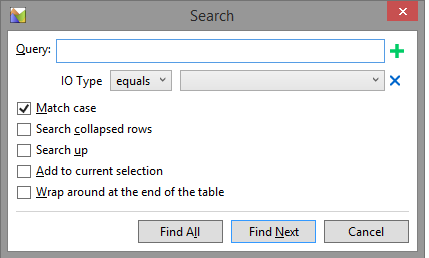 Search
Query:
IO Type equals
Match case
Search collapsed rows
Search up
Add to current selection
Wrap around at the end of the table
Find All Find Next Cancel